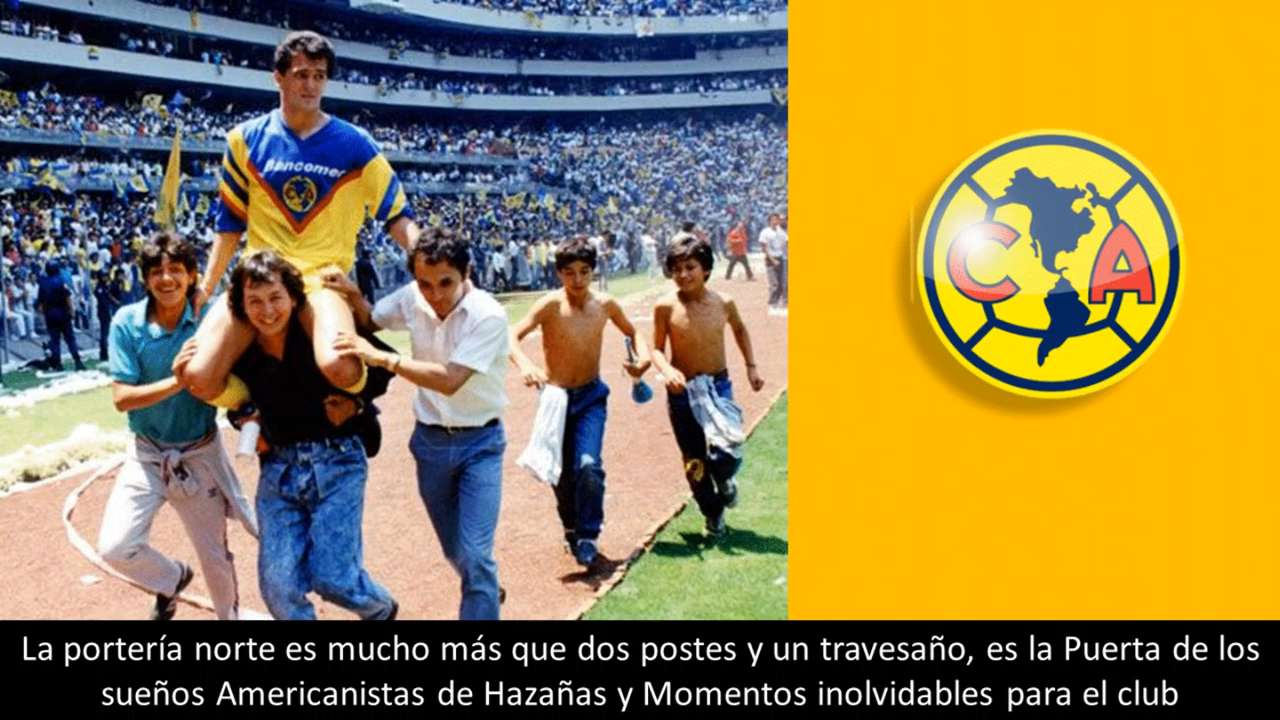 Bancomer
C A
La portería norte es mucho más que dos postes y un travesaño, es la Puerta de los
sueños Americanistas de Hazañas y Momentos inolvidables para el club